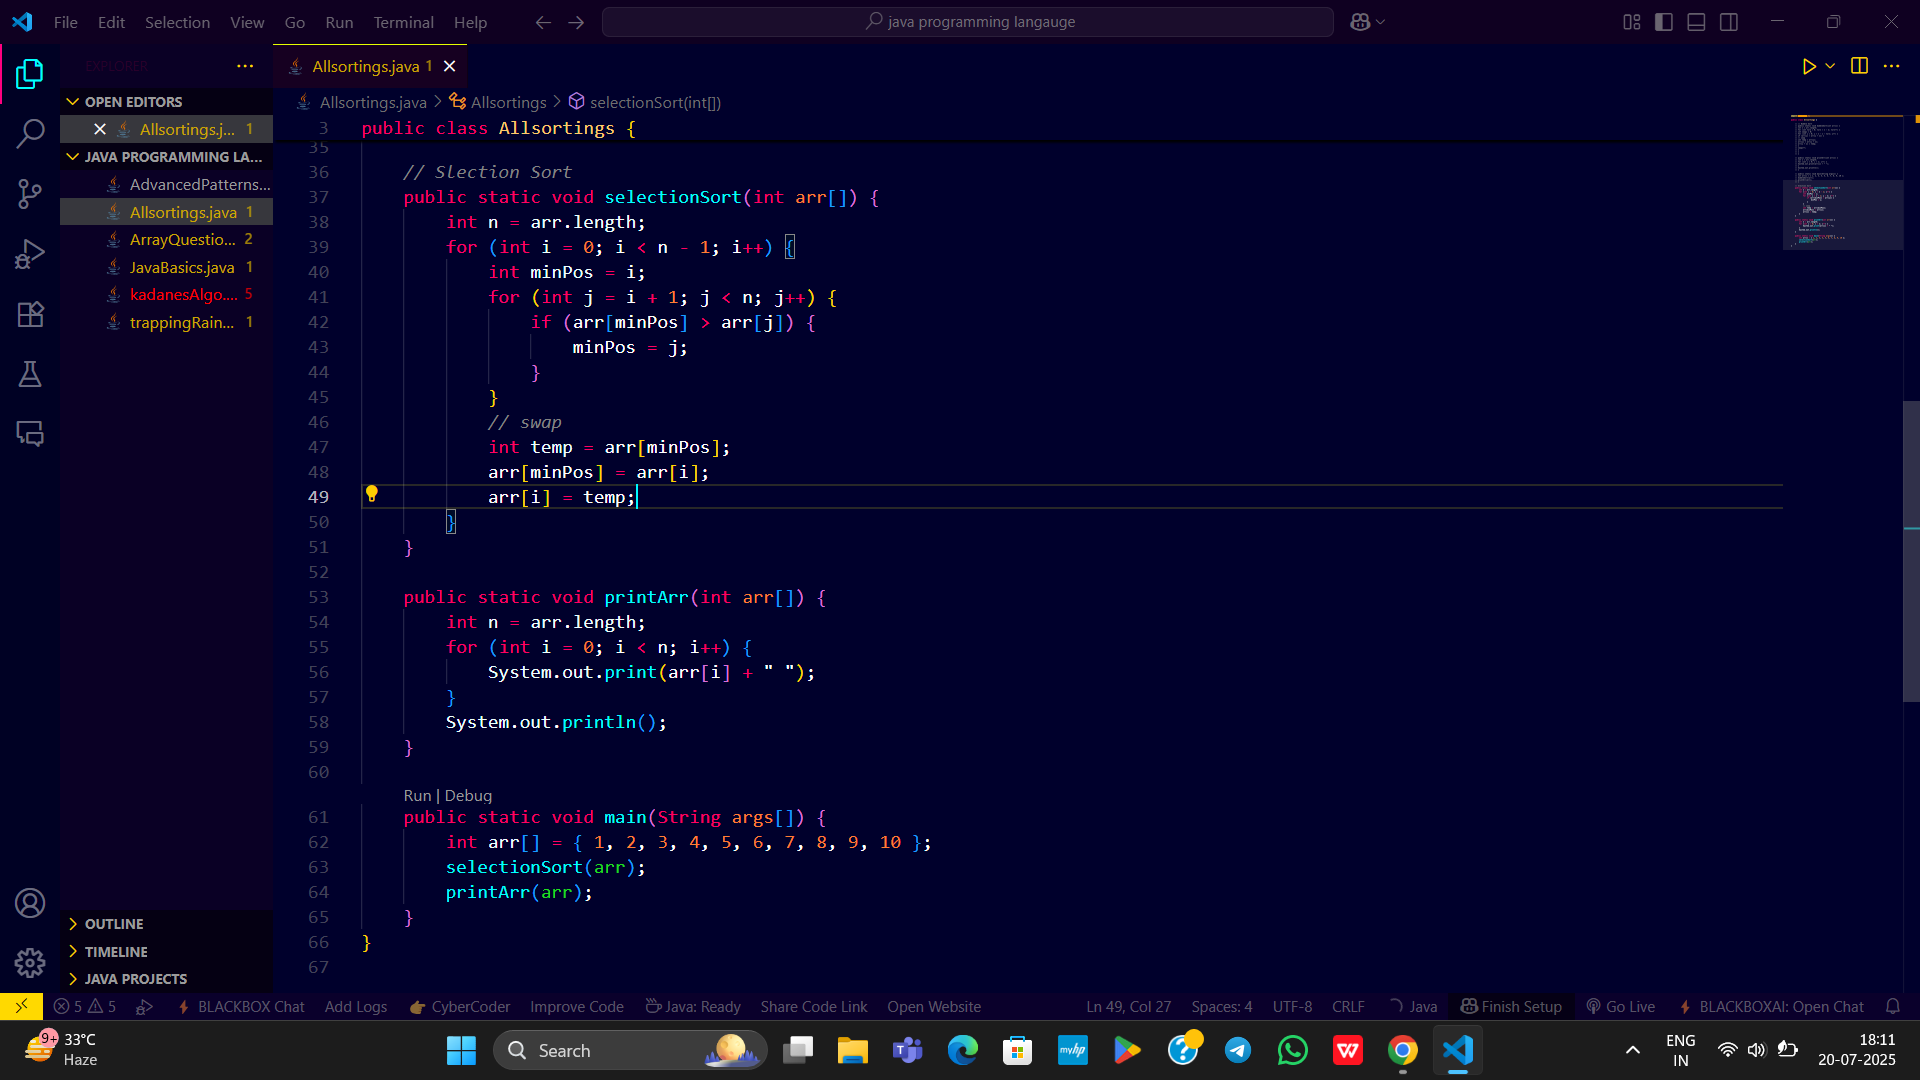 File Edit Selection View Go Run Terminal Help
java programming langauge
EXPLORER
OPEN EDITORS
Allsortings.j... 1
JAVA PROGRAMMING LA...
AdvancedPatterns...
Allsortings.java 1
ArrayQuestio... 2
JavaBasics.java 1
kadanesAlgo.... 5
trappingRain... 1
OUTLINE
TIMELINE
JAVA PROJECTS
Allsortings.java 1
Allsortings.java > Allsortings > selectionSort(int[])
3 public class Allsortings {
35
36 // Slection Sort
37 public static void selectionSort(int arr[]) {
38 int n = arr.length;
39 for (int i = 0; i < n - 1; i++) {
40 int minPos = i;
41 for (int j = i + 1; j < n; j++) {
42 if (arr[minPos] > arr[j]) {
43 minPos = j;
44 }
45 }
46 // swap
47 int temp = arr[minPos];
48 arr[minPos] = arr[i];
49 arr[i] = temp;
50 }
51 }
52
53 public static void printArr(int arr[]) {
54 int n = arr.length;
55 for (int i = 0; i < n; i++) {
56 System.out.print(arr[i] + " ");
57 }
58 System.out.println();
59 }
60
Run | Debug
61 public static void main(String args[]) {
62 int arr[] = { 1, 2, 3, 4, 5, 6, 7, 8, 9, 10 };
63 selectionSort(arr);
64 printArr(arr);
65 }
66 }
67
5 5 BLACKBOX Chat Add Logs CyberCoder Improve Code Java: Ready Share Code Link Open Website Ln 49, Col 27 Spaces: 4 UTF-8 CRLF Java Finish Setup Go Live BLACKBOXAI: Open Chat
9+ 33°C
Haze
Search
myhp
W
ENG
IN
18:11
20-07-2025